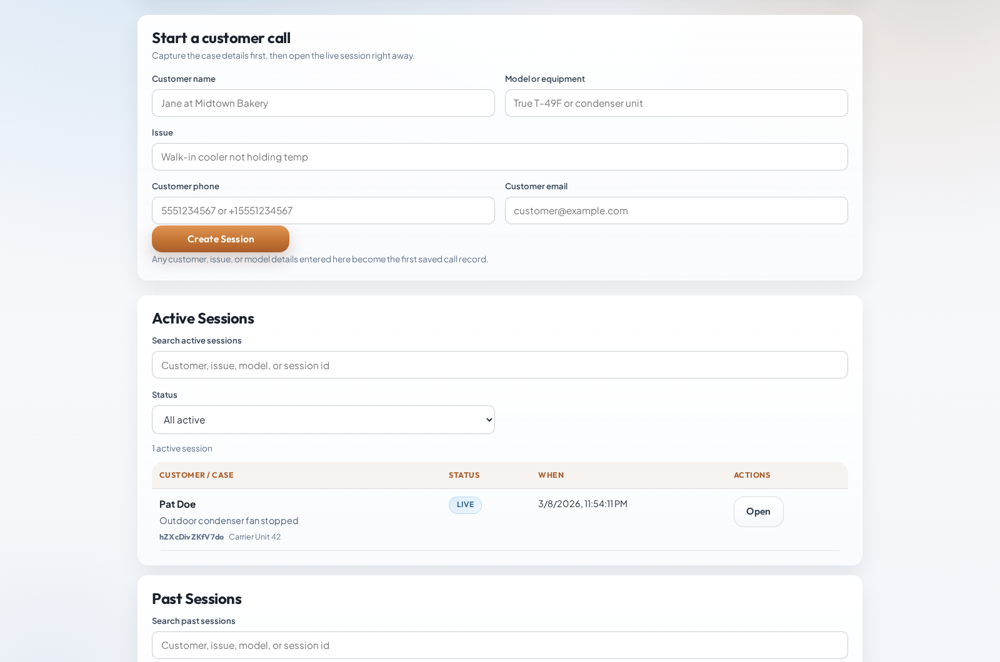 Start a customer call
Capture the case details first, then open the live session right away.
Customer name
Model or equipment
Jane at Midtown Bakery
True T-49F or condenser unit
Issue
Walk-in cooler not holding temp
Customer phone
Customer email
5551234567 or +15551234567
customer@example.com
Create Session
Any customer, issue, or model details entered here become the first saved call record.
Active Sessions
Search active sessions
Customer, issue, model, or session id
Status
All active
1 active session
CUSTOMER / CASE
STATUS
WHEN
ACTIONS
Pat Doe
LIVE
3/8/2026, 11:54:11 PM
Open
Outdoor condenser fan stopped
hZXcDivZKfV7do Carrier Unit 42
Past Sessions
Search past sessions
Customer, issue, model, or session id